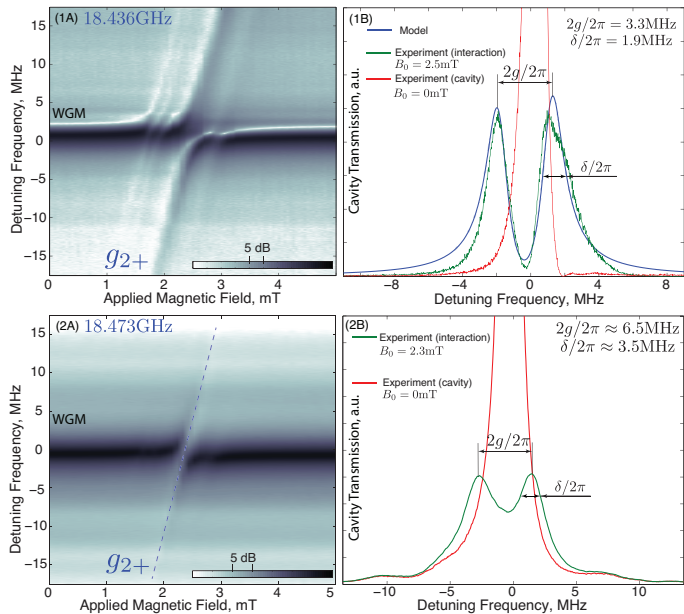 (1A) 18.436GHz
15
10
5
0
−5
−10
−15
Detuning Frequency, MHz
WGM
g2+
5 dB
0 1 2 3 4 5
Applied Magnetic Field, mT
(1B)
2g/2π = 3.3MHz
δ/2π = 1.9MHz
Model
Experiment (interaction)
B0 = 2.5mT
Experiment (cavity)
B0 = 0mT
2g/2π
δ/2π
Cavity Transmission, a.u.
−8 −4 0 4 8
Detuning Frequency, MHz
(2A) 18.473GHz
15
10
5
0
−5
−10
−15
Detuning Frequency, MHz
WGM
g2+
5 dB
0 1 2 3 4 5
Applied Magnetic Field, mT
(2B)
2g/2π ≈ 6.5MHz
δ/2π ≈ 3.5MHz
Experiment (interaction)
B0 = 2.3mT
Experiment (cavity)
B0 = 0mT
2g/2π
δ/2π
Cavity Transmission, a.u.
−10 −5 0 5 10
Detuning Frequency, MHz